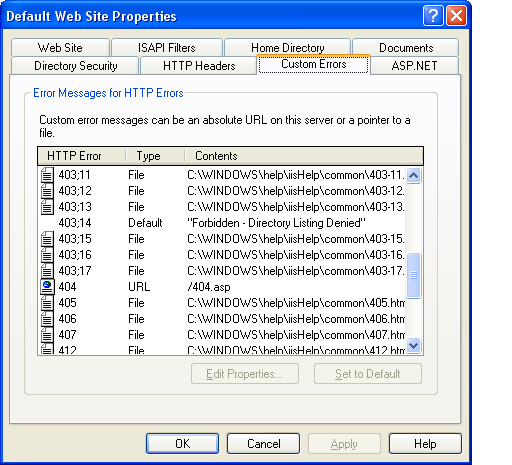 Default Web Site Properties
Web Site ISAPI Filters Home Directory Documents
Directory Security HTTP Headers Custom Errors ASP.NET
Error Messages for HTTP Errors
Custom error messages can be an absolute URL on this server or a pointer to a
file.
HTTP Error Type Contents
403;11 File C:\WINDOWS\help\iisHelp\common\403-11.
403;12 File C:\WINDOWS\help\iisHelp\common\403-12.
403;13 File C:\WINDOWS\help\iisHelp\common\403-13.
403;14 Default "Forbidden - Directory Listing Denied"
403;15 File C:\WINDOWS\help\iisHelp\common\403-15.
403;16 File C:\WINDOWS\help\iisHelp\common\403-16.
403;17 File C:\WINDOWS\help\iisHelp\common\403-17.
404 URL /404.asp
405 File C:\WINDOWS\help\iisHelp\common\405.htm
406 File C:\WINDOWS\help\iisHelp\common\406.htm
407 File C:\WINDOWS\help\iisHelp\common\407.htm
412 File C:\WINDOWS\help\iisHelp\common\412.htm
Edit Properties... Set to Default
OK Cancel Apply Help